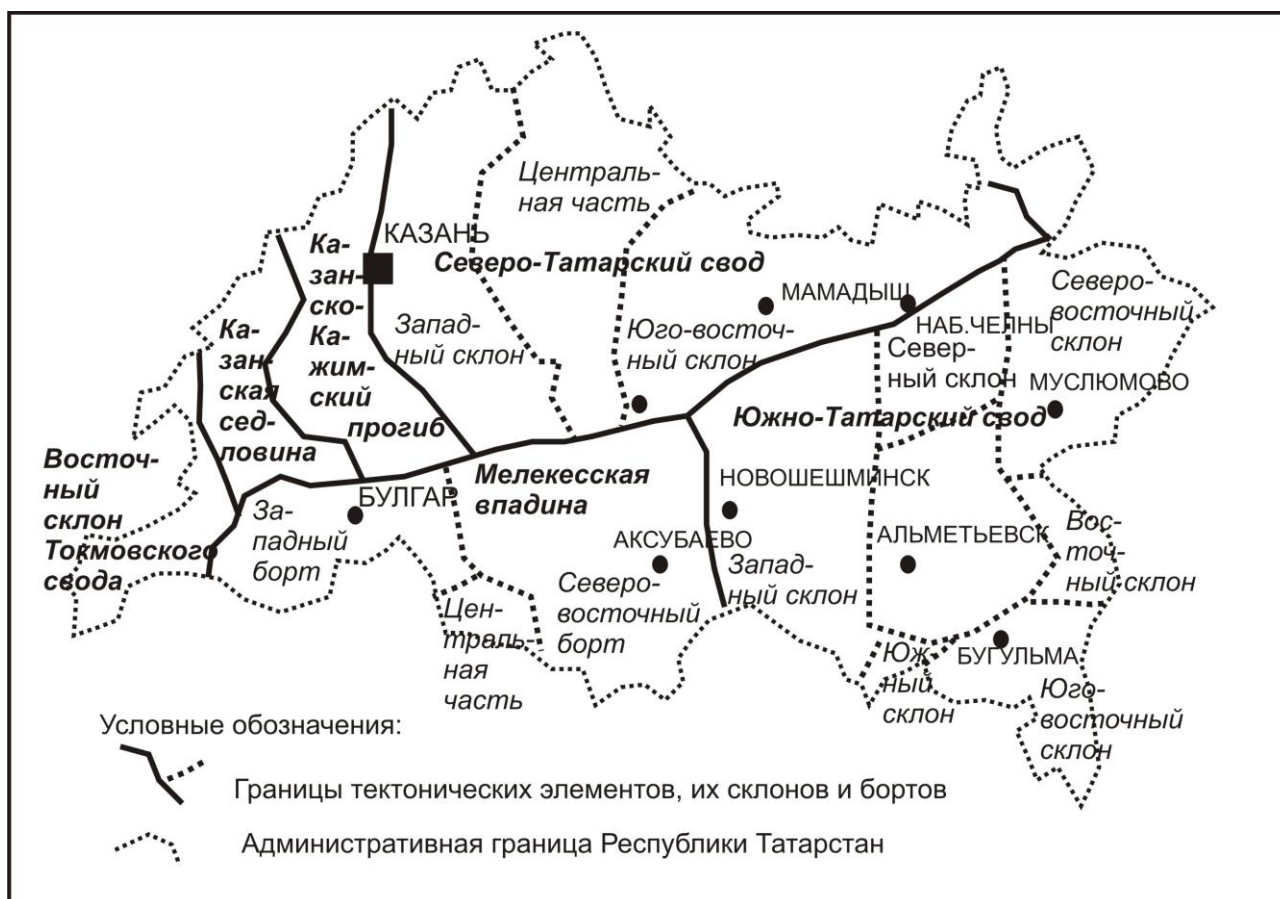 Централь-
ная часть
КАЗАНЬ
Ка-
зан-
ско-
Ка-
жим-
ский
прогиб
Северо-Татарский свод
Северо-
восточный
склон
МАМАДЫШ
НАБ.ЧЕЛНЫ
Запад-
ный склон
Юго-восточ-
ный склон
Север-
ный склон
МУСЛЮМОВО
Ка-
зан-
ская
сед-
ловина
Южно-Татарский свод
Восточ-
ный
склон
Токмовского
свода
Мелекесская
впадина
НОВОШЕШМИНСК
БУЛГАР
За-
падный
борт
АКСУБАЕВО
АЛЬМЕТЬЕВСК
Запад-
ный склон
Вос-
точ-
ный склон
Северо-
восточный
борт
Цен-
траль-
ная
часть
Юж-
ный
склон
БУГУЛЬМА
Юго-
восточный
склон
Условные обозначения:
Границы тектонических элементов, их склонов и бортов
Административная граница Республики Татарстан